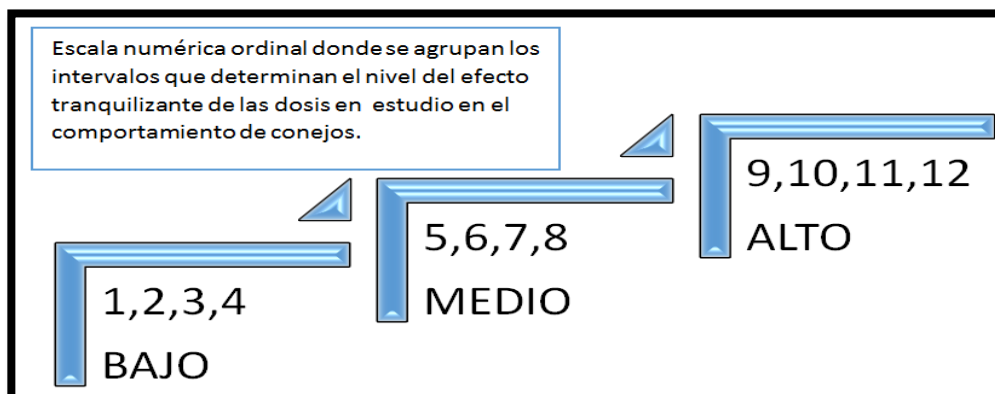 Escala numérica ordinal donde se agrupan los
intervalos que determinan el nivel del efecto
tranquilizante de las dosis en estudio en el
comportamiento de conejos.
1,2,3,4
BAJO
5,6,7,8
MEDIO
9,10,11,12
ALTO